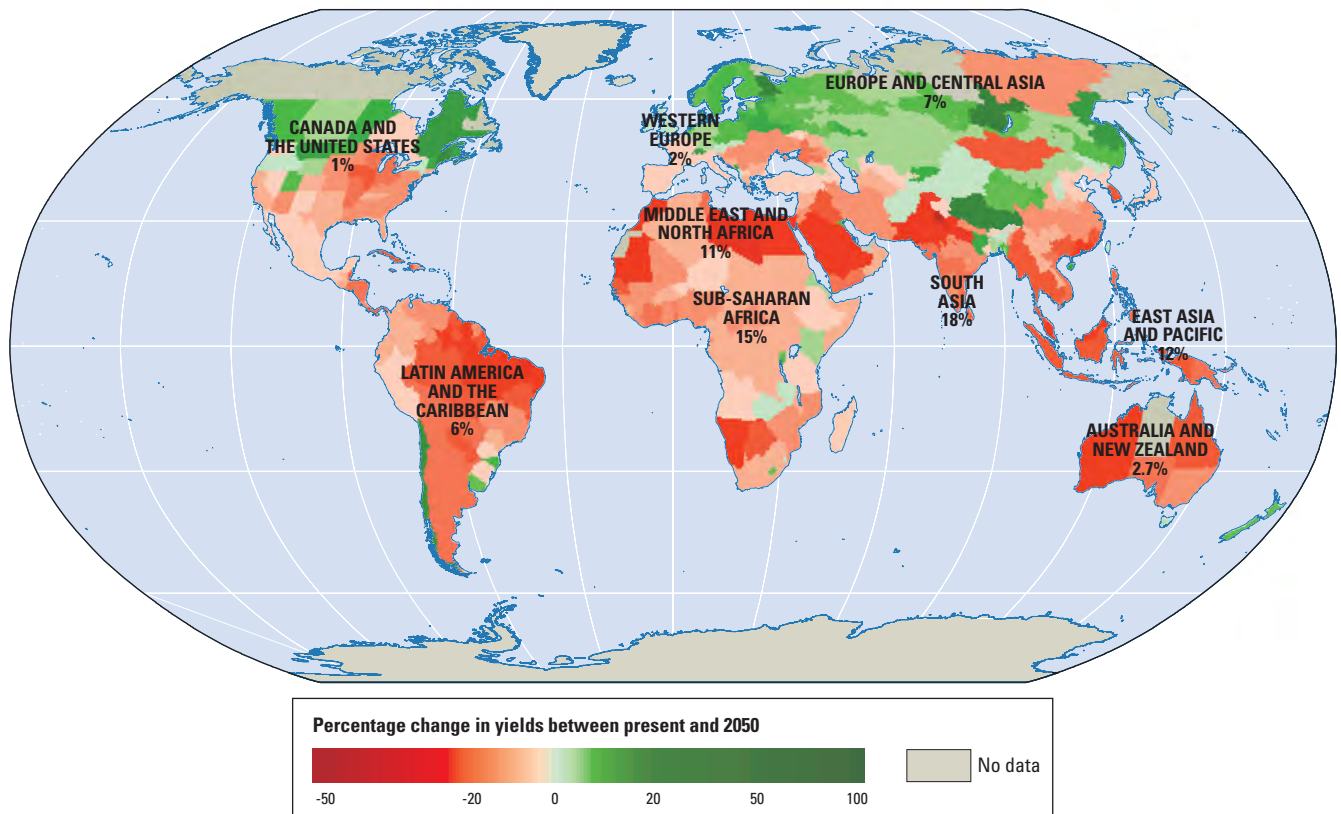 EUROPE AND CENTRAL ASIA
7%
WESTERN
EUROPE
2%
CANADA AND
THE UNITED STATES
1%
MIDDLE EAST AND
NORTH AFRICA
11%
SUB-SAHARAN
AFRICA
15%
SOUTH
ASIA
18%
EAST ASIA
AND PACIFIC
12%
LATIN AMERICA
AND THE
CARIBBEAN
6%
AUSTRALIA AND
NEW ZEALAND
2.7%
Percentage change in yields between present and 2050
No data
-50 -20 0 20 50 100